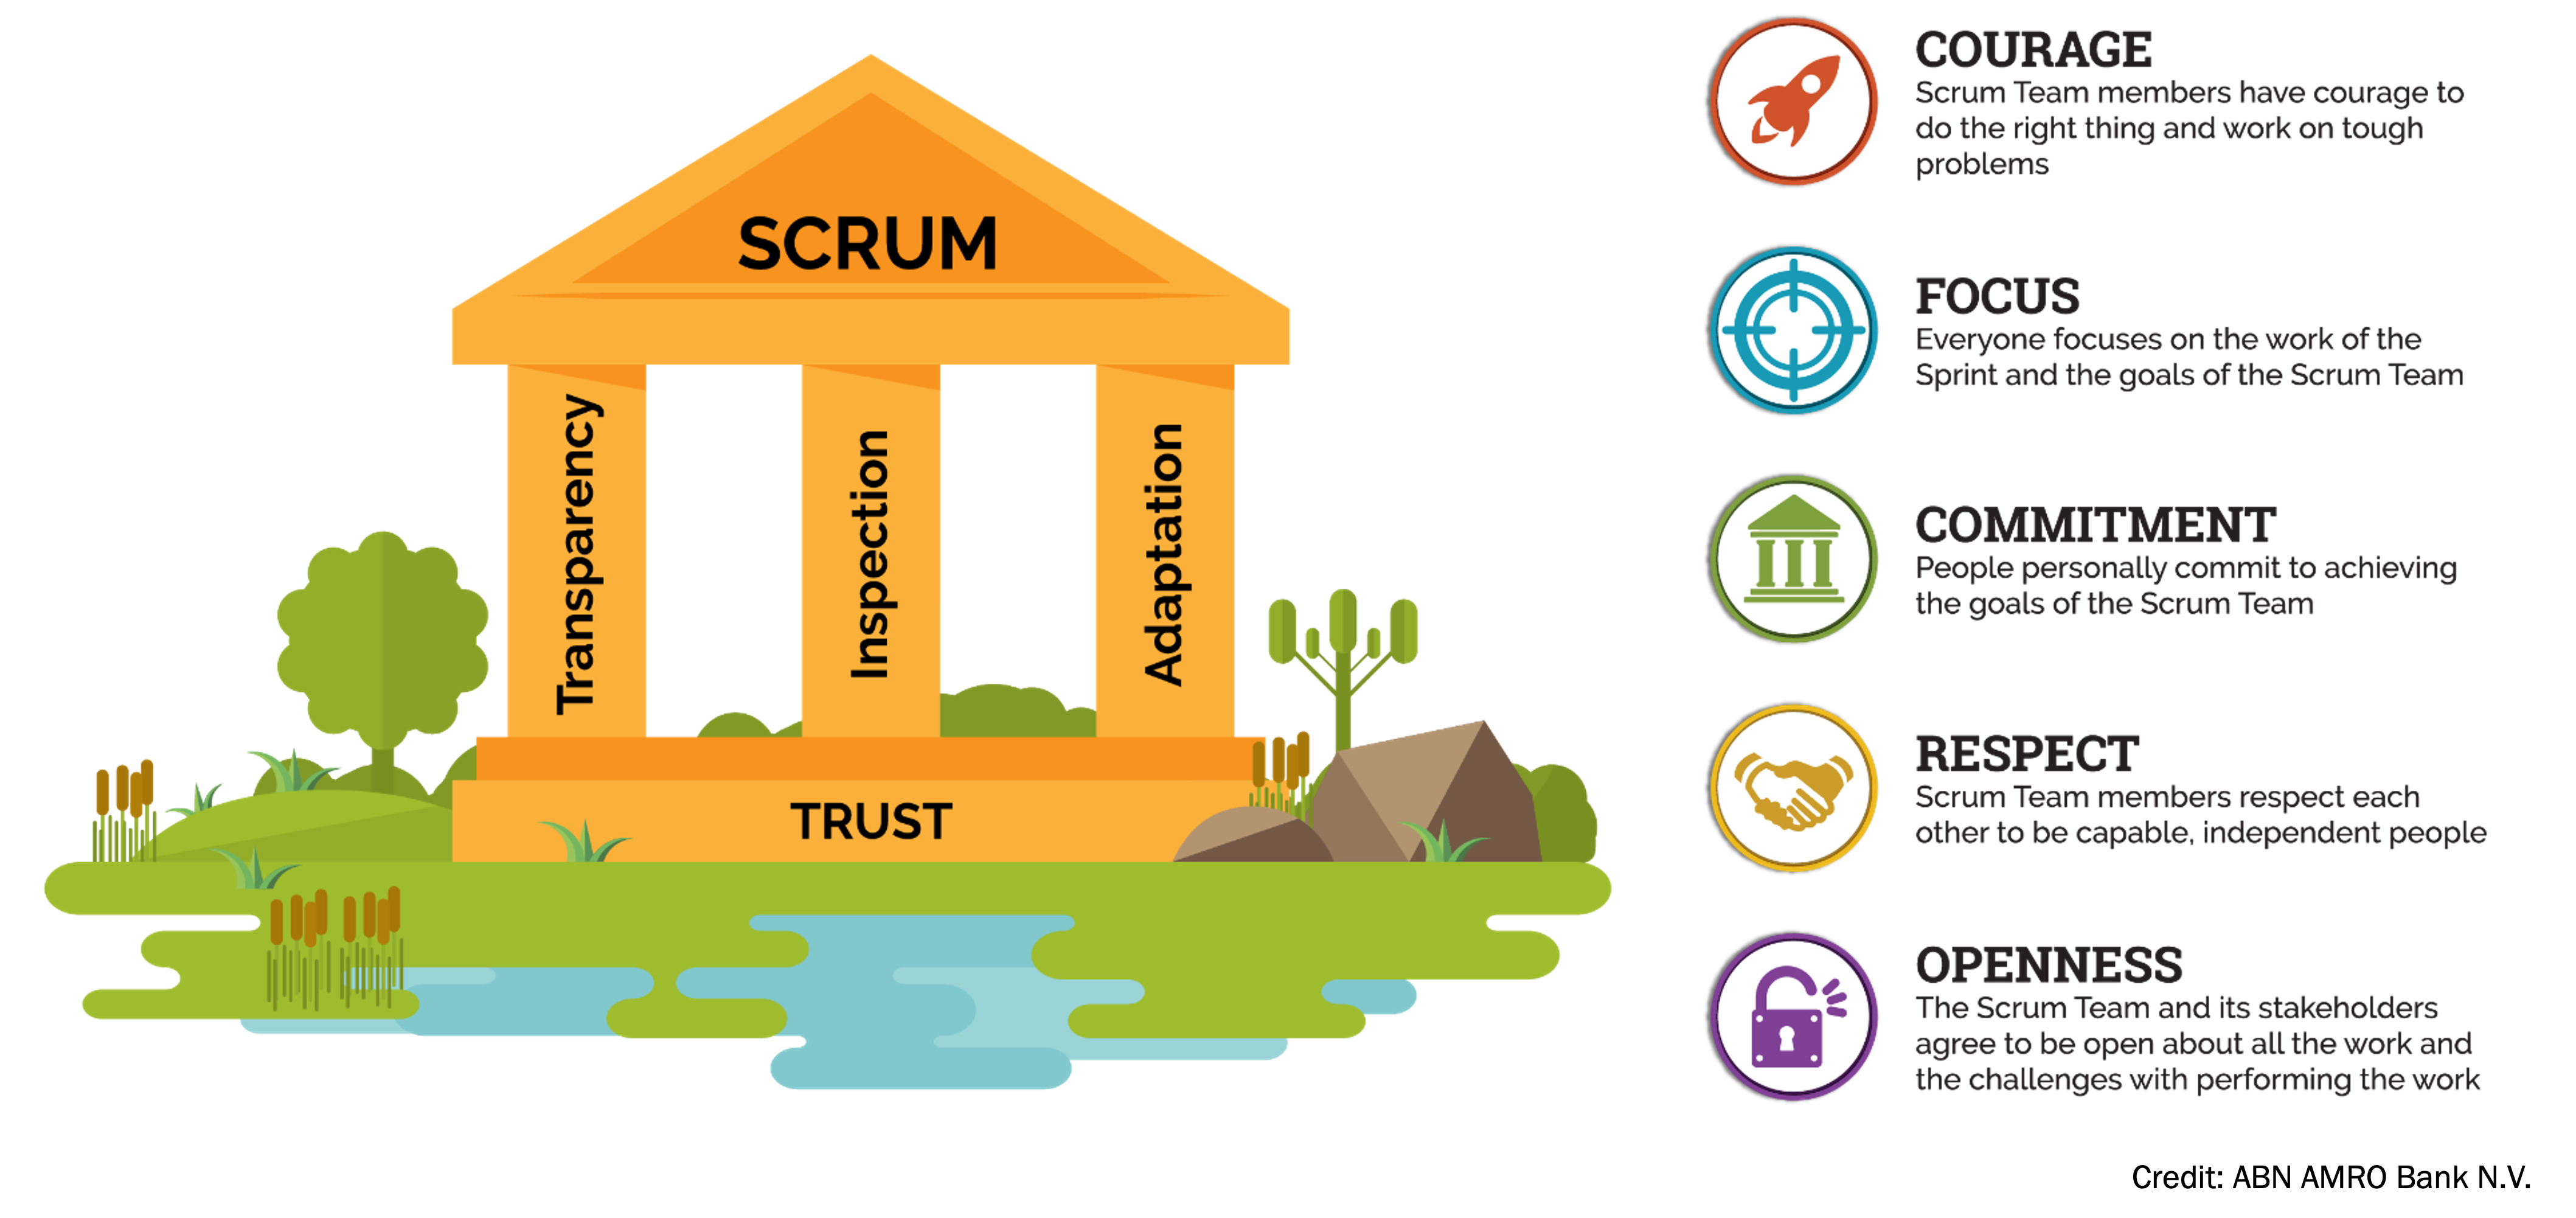 SCRUM
Transparency
Inspection
Adaptation
TRUST
COURAGE
Scrum Team members have courage to
do the right thing and work on tough
problems
FOCUS
Everyone focuses on the work of the
Sprint and the goals of the Scrum Team
COMMITMENT
People personally commit to achieving
the goals of the Scrum Team
RESPECT
Scrum Team members respect each
other to be capable, independent people
OPENNESS
The Scrum Team and its stakeholders
agree to be open about all the work and
the challenges with performing the work
Credit: ABN AMRO Bank N.V.